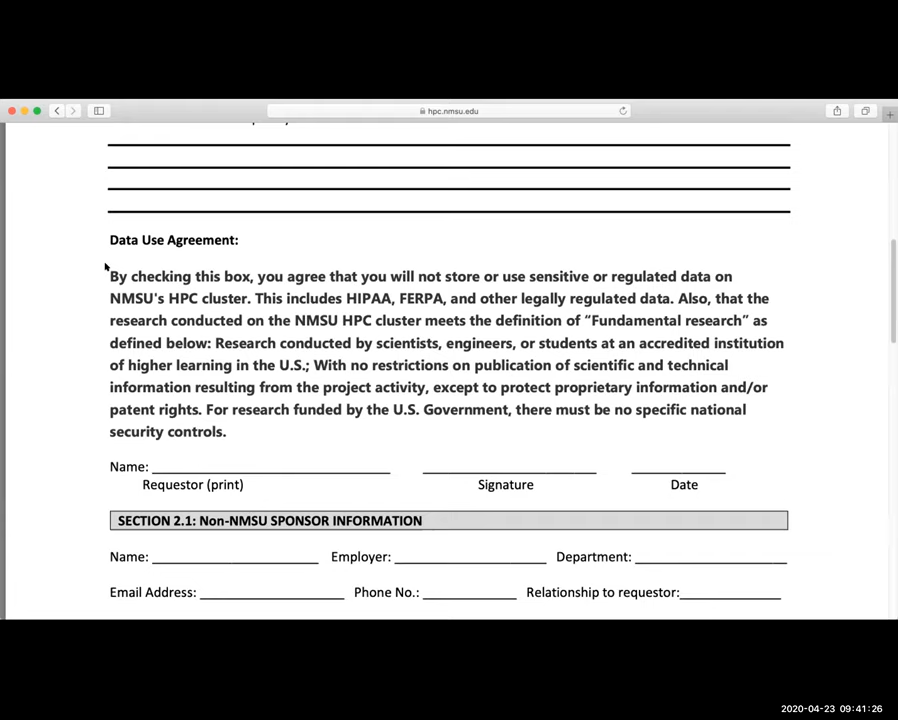 hpc.nmsu.edu
Data Use Agreement:
By checking this box, you agree that you will not store or use sensitive or regulated data on
NMSU's HPC cluster. This includes HIPAA, FERPA, and other legally regulated data. Also, that the
research conducted on the NMSU HPC cluster meets the definition of “Fundamental research” as
defined below: Research conducted by scientists, engineers, or students at an accredited institution
of higher learning in the U.S.; With no restrictions on publication of scientific and technical
information resulting from the project activity, except to protect proprietary information and/or
patent rights. For research funded by the U.S. Government, there must be no specific national
security controls.
Name:
Requestor (print) Signature Date
SECTION 2.1: Non-NMSU SPONSOR INFORMATION
Name: Employer: Department:
Email Address: Phone No.: Relationship to requestor:
2020-04-23 09:41:26